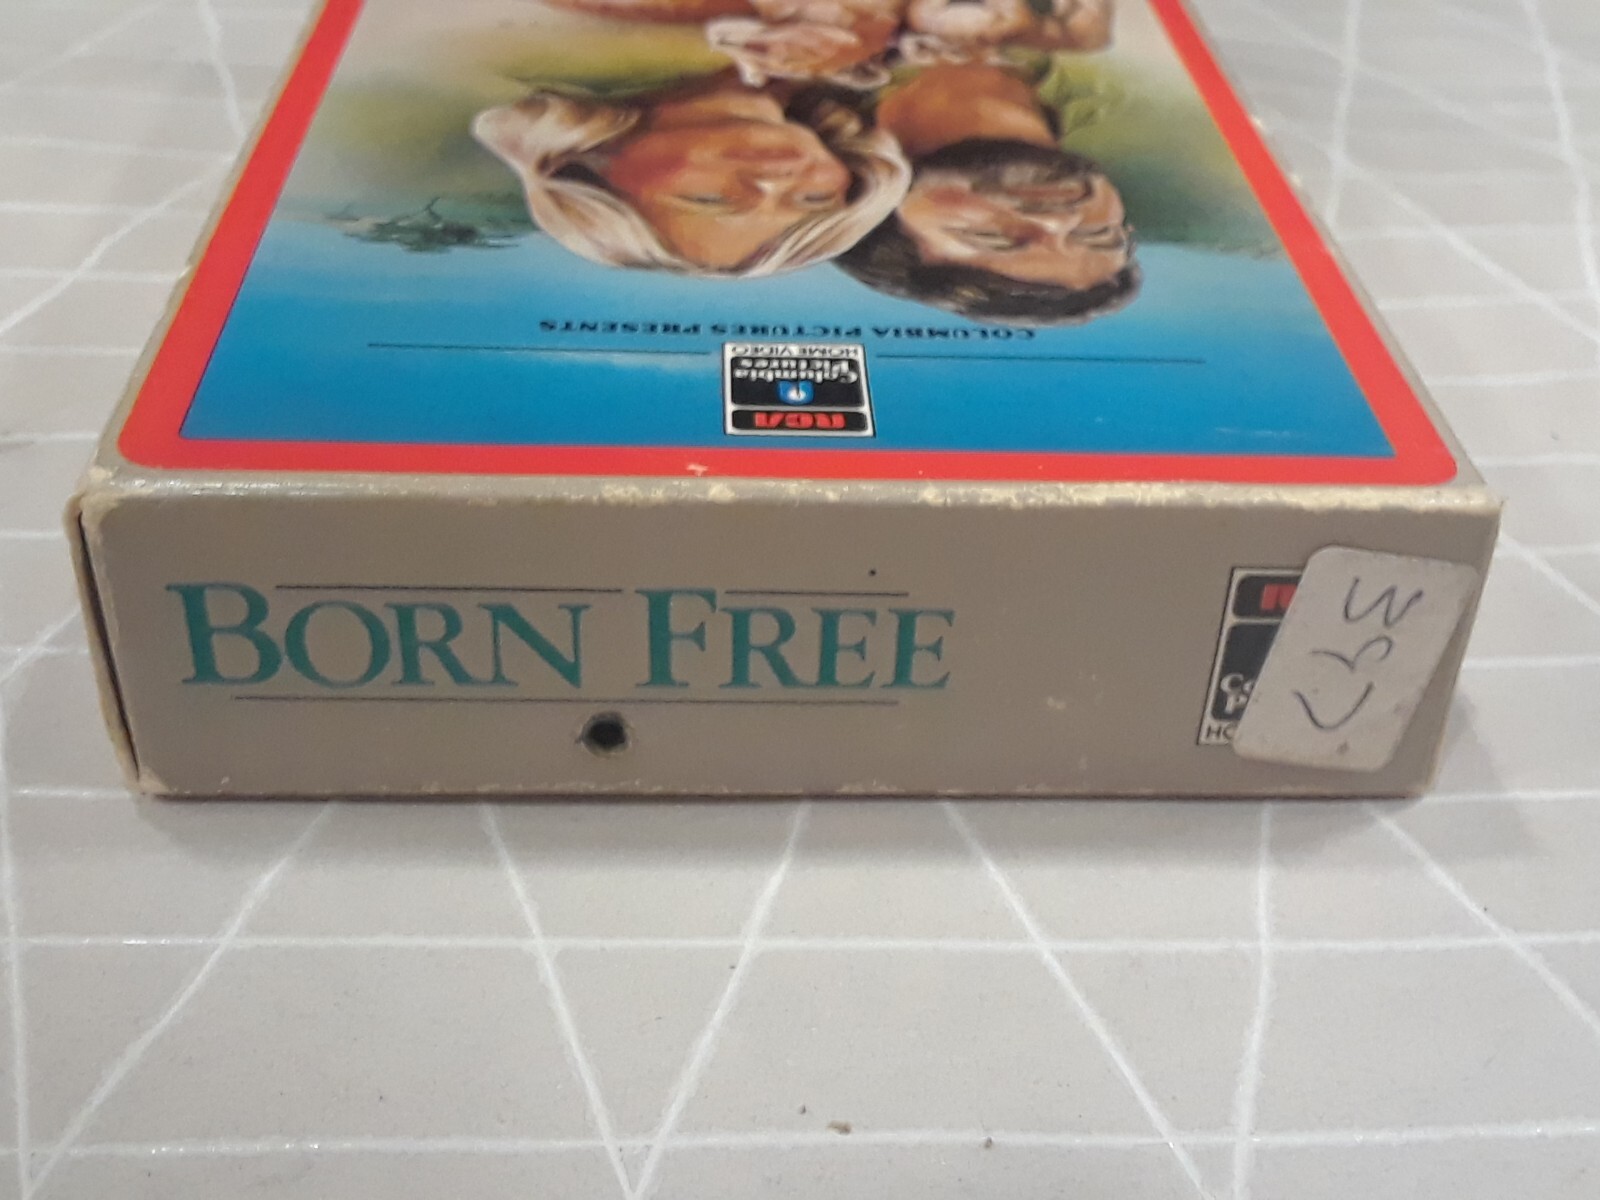 COLUMBIA PICTURES PRESENTS
RCA
Columbia
Pictures
HOME VIDEO
BORN FREE